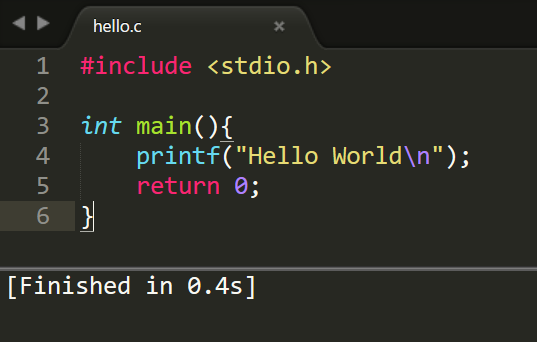 hello.c ×
1 #include <stdio.h>
2
3 int main(){
4     printf("Hello World\n");
5     return 0;
6 }
[Finished in 0.4s]